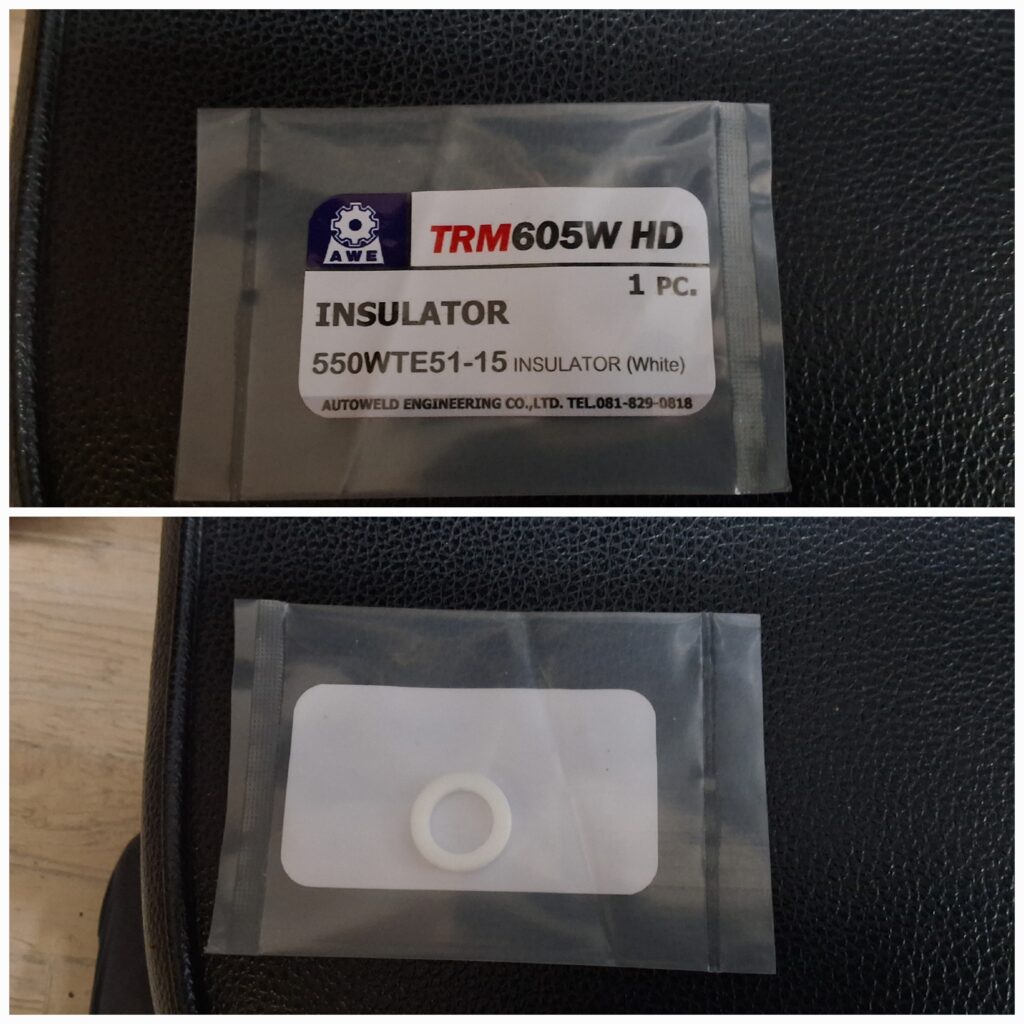 AWE
TRM605W HD
1 PC.
INSULATOR
550WTE51-15 INSULATOR (White)
AUTOWELD ENGINEERING CO.,LTD. TEL.081-829-0818